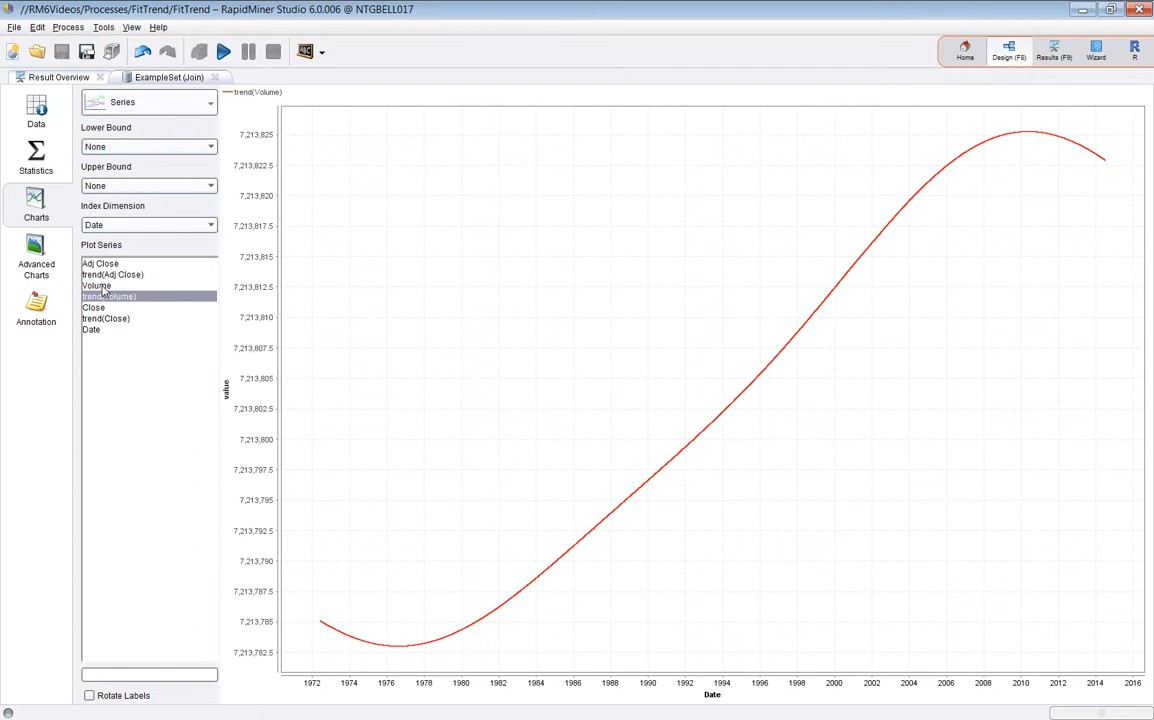 //RM6Videos/Processes/FitTrend/FitTrend – RapidMiner Studio 6.0.006 @ NTGBELL017
File Edit Process Tools View Help
ABC
Home Design (F8) Results (F9) Wizard R R
Result Overview ExampleSet (Join)
Data
Statistics
Charts
Advanced
Charts
Annotation
Series
Lower Bound
None
Upper Bound
None
Index Dimension
Date
Plot Series
Adj Close
trend(Adj Close)
Volume
trend(Volume)
Close
trend(Close)
Date
Rotate Labels
trend(Volume)
7,213,825
7,213,822.5
7,213,820
7,213,817.5
7,213,815
7,213,812.5
7,213,810
7,213,807.5
7,213,805
7,213,802.5
7,213,800
7,213,797.5
7,213,795
7,213,792.5
7,213,790
7,213,787.5
7,213,785
7,213,782.5
value
1972 1974 1976 1978 1980 1982 1984 1986 1988 1990 1992 1994 1996 1998 2000 2002 2004 2006 2008 2010 2012 2014 2016
Date